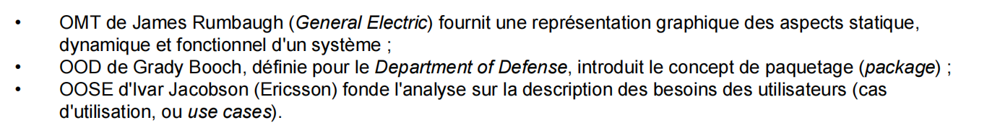 • OMT de James Rumbaugh (General Electric) fournit une représentation graphique des aspects statique,
dynamique et fonctionnel d'un système ;
• OOD de Grady Booch, définie pour le Department of Defense, introduit le concept de paquetage (package) ;
• OOSE d'Ivar Jacobson (Ericsson) fonde l'analyse sur la description des besoins des utilisateurs (cas
d'utilisation, ou use cases).